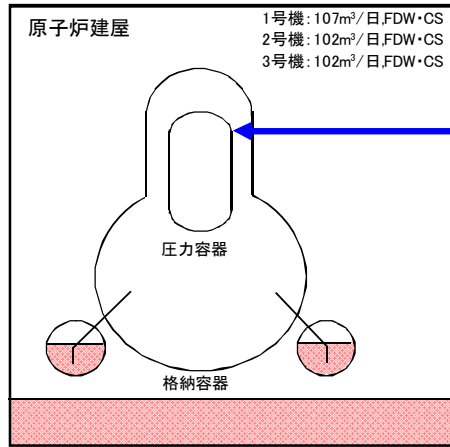 原子炉建屋
1号機：107m³/日,FDW・CS
2号機：102m³/日,FDW・CS
3号機：102m³/日,FDW・CS
圧力容器
格納容器